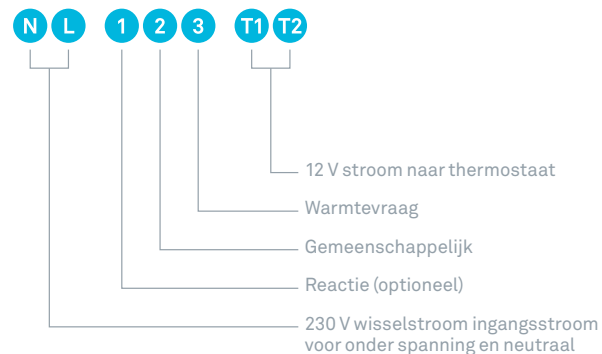 N L 1 2 3 T1 T2
12 V stroom naar thermostaat
Warmtevraag
Gemeenschappelijk
Reactie (optioneel)
230 V wisselstroom ingangsstroom
voor onder spanning en neutraal